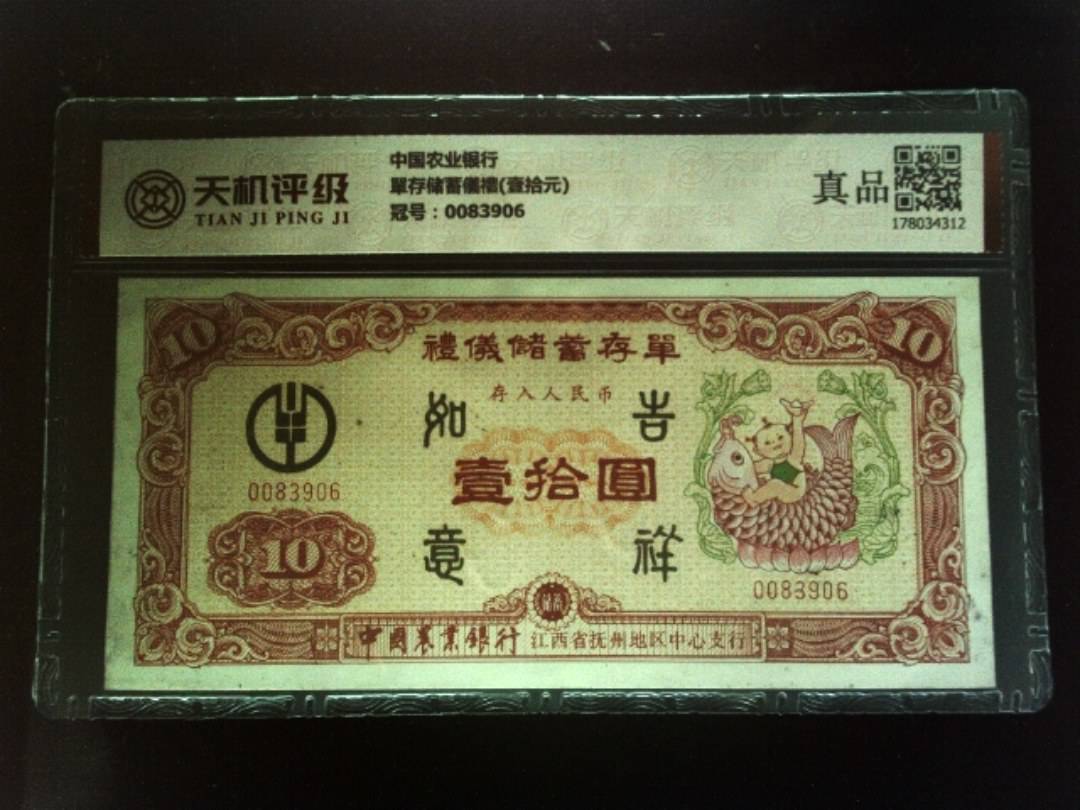 天机评级
TIAN JI PING JI
中国农业银行
單存储蓄儀禮(壹拾元)
冠号：0083906
真品
178034312
10
10
禮儀儲蓄存單
存入人民币
如 吉
壹拾圓
意 祥
0083906
10
0083906
中國农業銀行 江西省抚州地区中心支行